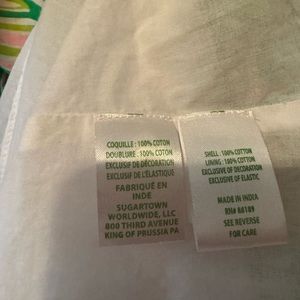 COQUILLE : 100% COTON
DOUBLURE : 100% COTON
EXCLUSIF DE DÉCORATION
EXCLUSIF DE L'ÉLASTIQUE
FABRIQUÉ EN
INDE
SUGARTOWN
WORLDWIDE, LLC
800 THIRD AVENUE
KING OF PRUSSIA PA
SHELL : 100% COTTON
LINING : 100% COTTON
EXCLUSIVE OF DECORATION
EXCLUSIVE OF ELASTIC
MADE IN INDIA
RN# 88189
SEE REVERSE
FOR CARE